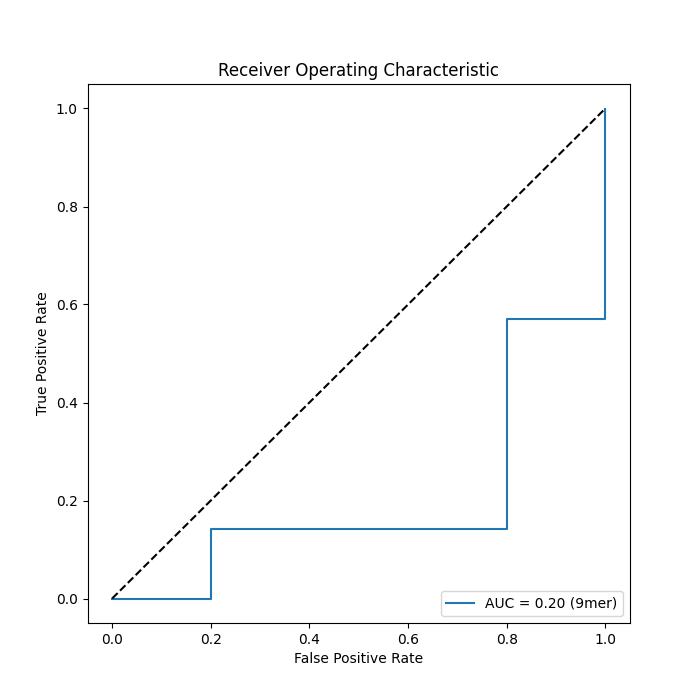 Receiver Operating Characteristic
1.0
0.8
0.6
0.4
0.2
0.0
True Positive Rate
AUC = 0.20 (9mer)
0.0 0.2 0.4 0.6 0.8 1.0
False Positive Rate